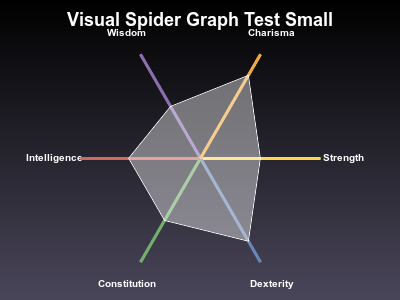 Visual Spider Graph Test Small
Wisdom
Charisma
Intelligence
Strength
Constitution
Dexterity